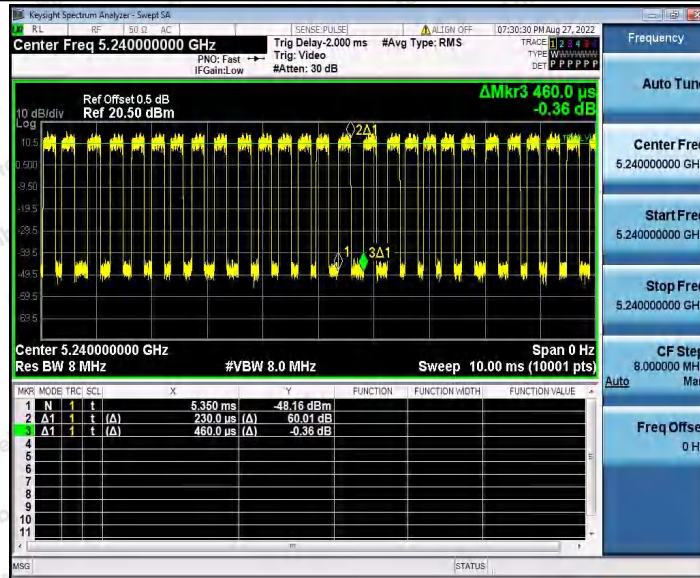 Keysight Spectrum Analyzer - Swept SA
RL RF 50 Ω AC SENSE:PULSE ALIGN OFF 07:30:30 PM Aug 27, 2022
Center Freq 5.240000000 GHz
PNO: Fast
IFGain:Low
Trig Delay-2.000 ms
Trig: Video
#Atten: 30 dB
#Avg Type: RMS
TRACE 1 2 3 4 5 6
TYPE
DET P P P P P P
Frequency
ΔMkr3 460.0 µs
-0.36 dB
Ref Offset 0.5 dB
10 dB/div Ref 20.50 dBm
Log
10.5
0.500
-9.50
-19.5
-29.5
-39.5
-49.5
-59.5
-69.5
2Δ1
1
3Δ1
Center 5.240000000 GHz Span 0 Hz
Res BW 8 MHz #VBW 8.0 MHz Sweep 10.00 ms (10001 pts)
MKR MODE TRC SCL X Y FUNCTION FUNCTION WIDTH FUNCTION VALUE
1 N 1 t 5.350 ms -48.16 dBm
2 Δ1 1 t (Δ) 230.0 µs (Δ) 60.01 dB
3 Δ1 1 t (Δ) 460.0 µs (Δ) -0.36 dB
4
5
6
7
8
9
10
11
MSG STATUS
Auto Tune
Center Freq
5.240000000 GH
Start Freq
5.240000000 GH
Stop Freq
5.240000000 GH
CF Step
8.000000 MH
Auto Ma
Freq Offse
0 H